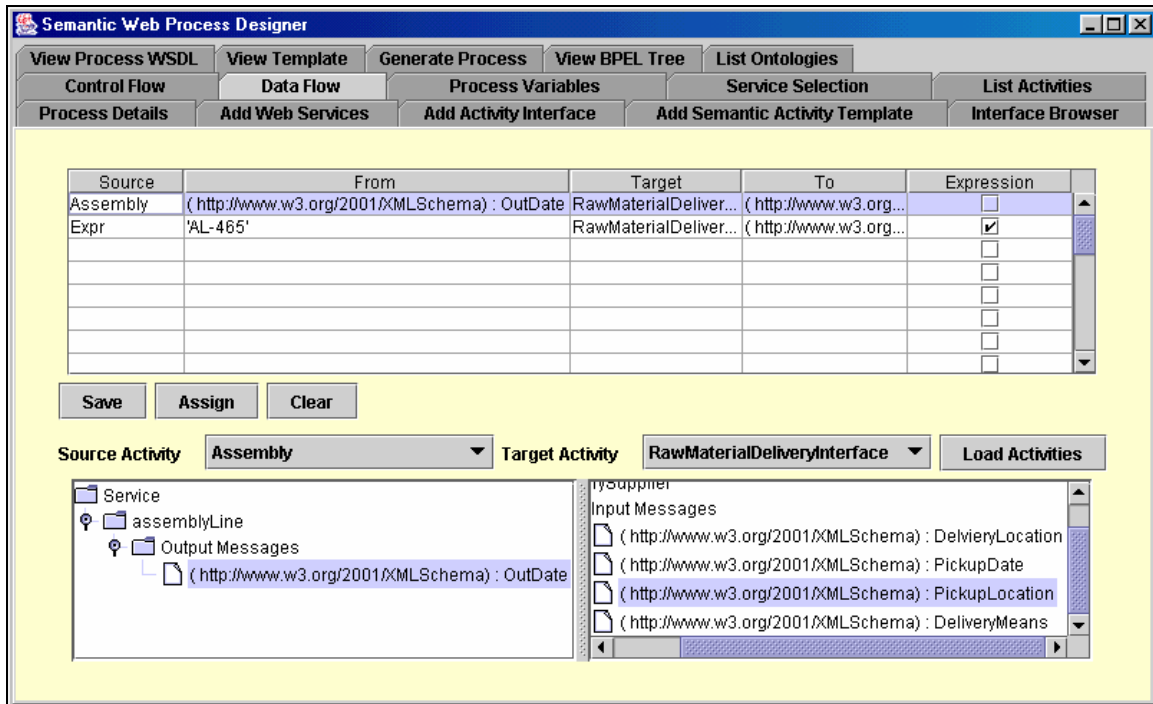 Semantic Web Process Designer
View Process WSDL View Template Generate Process View BPEL Tree List Ontologies
Control Flow Data Flow Process Variables Service Selection List Activities
Process Details Add Web Services Add Activity Interface Add Semantic Activity Template Interface Browser
Source From Target To Expression
Assembly ( http://www.w3.org/2001/XMLSchema) : OutDate RawMaterialDeliver... ( http://www.w3.org...
Expr 'AL-465' RawMaterialDeliver... ( http://www.w3.org...
Save Assign Clear
Source Activity Assembly Target Activity RawMaterialDeliveryInterface Load Activities
Service
assemblyLine
Output Messages
( http://www.w3.org/2001/XMLSchema) : OutDate
Input Messages
( http://www.w3.org/2001/XMLSchema) : DelvieryLocation
( http://www.w3.org/2001/XMLSchema) : PickupDate
( http://www.w3.org/2001/XMLSchema) : PickupLocation
( http://www.w3.org/2001/XMLSchema) : DeliveryMeans